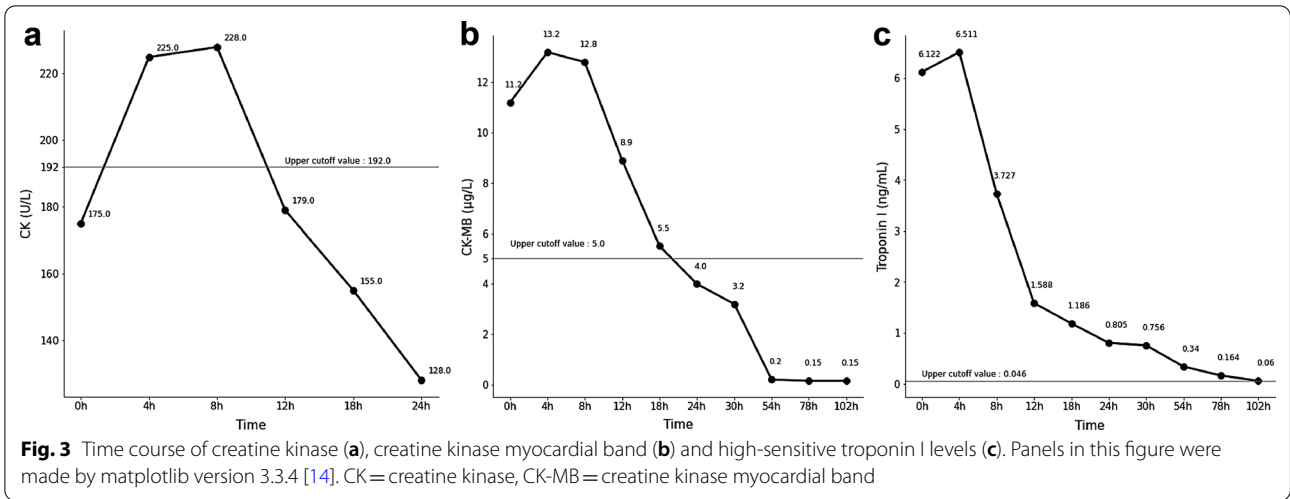 a
CK (U/L)
220
200
192
180
160
140
175.0
225.0
228.0
Upper cutoff value : 192.0
179.0
155.0
128.0
0h 4h 8h 12h 18h 24h
Time
b
CK-MB (µg/L)
12
10
8
6
5
4
2
0
11.2
13.2
12.8
8.9
5.5
Upper cutoff value : 5.0
4.0
3.2
0.2
0.15
0.15
0h 4h 8h 12h 18h 24h 30h 54h 78h 102h
Time
c
Troponin I (ng/mL)
6
5
4
3
2
1
0
6.122
6.511
3.727
1.588
1.186
0.805
0.756
0.34
0.164
0.06
Upper cutoff value : 0.046
0h 4h 8h 12h 18h 24h 30h 54h 78h 102h
Time
Fig. 3 Time course of creatine kinase (a), creatine kinase myocardial band (b) and high-sensitive troponin I levels (c). Panels in this figure were
made by matplotlib version 3.3.4 [14]. CK = creatine kinase, CK-MB = creatine kinase myocardial band